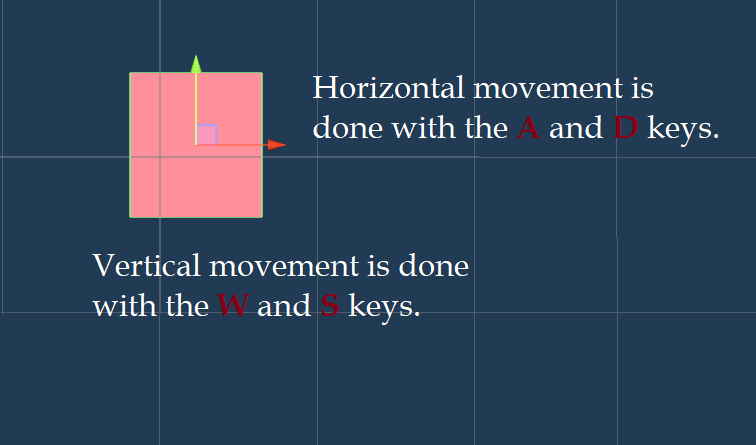 Horizontal movement is
done with the A and D keys.
Vertical movement is done
with the W and S keys.